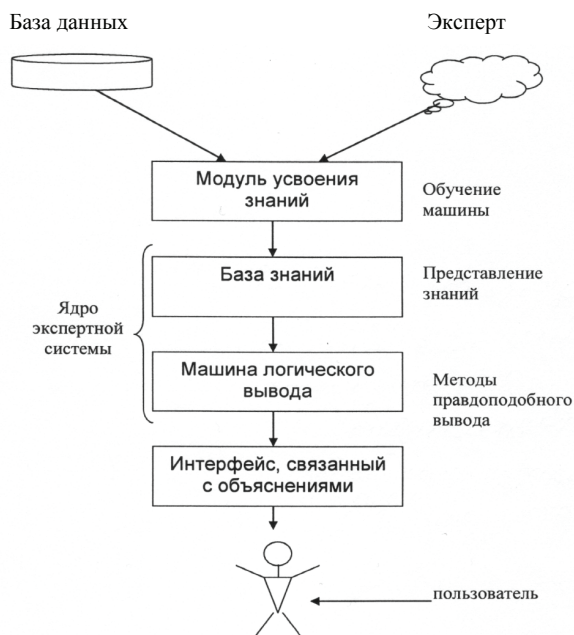 База данных
Эксперт
Модуль усвоения
знаний
Обучение
машины
База знаний
Представление
знаний
Ядро
экспертной
системы
Машина логического
вывода
Методы
правдоподобного
вывода
Интерфейс, связанный
с объяснениями
пользователь